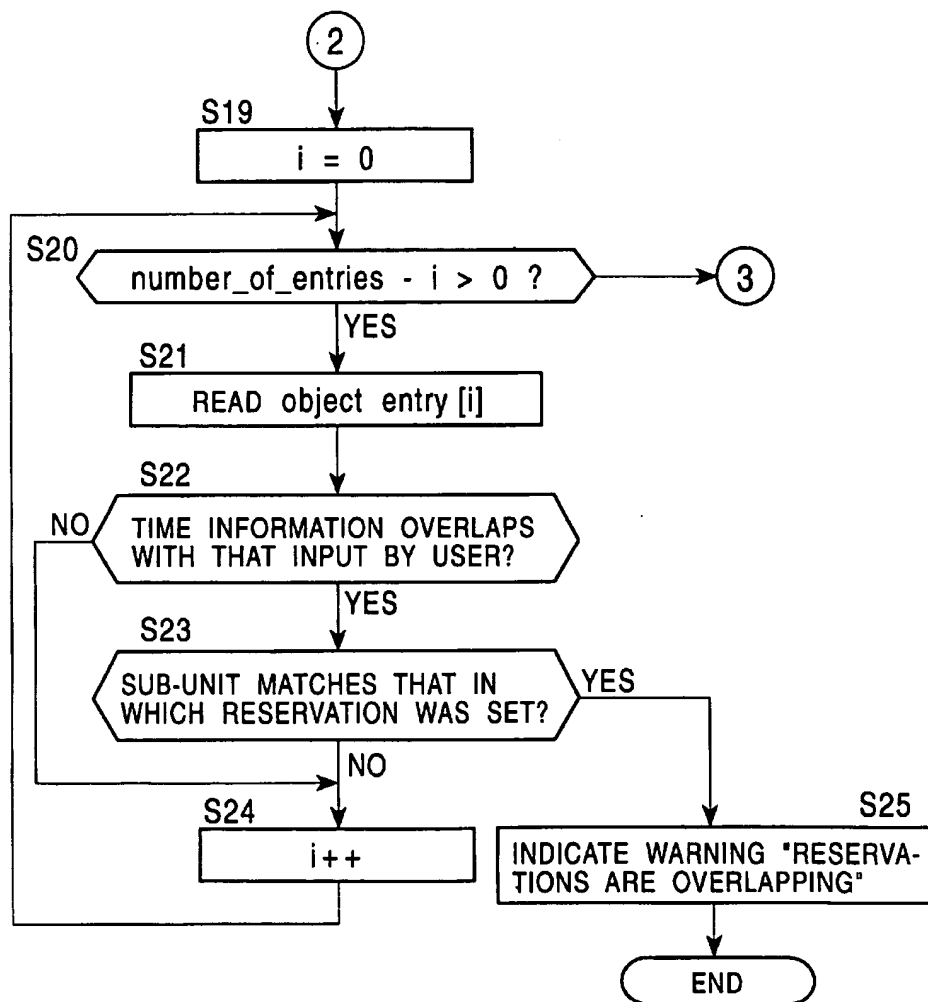 2
S19
i = 0
S20
number_of_entries - i > 0 ?
3
YES
S21
READ object entry [i]
S22
NO
TIME INFORMATION OVERLAPS
WITH THAT INPUT BY USER?
YES
S23
SUB-UNIT MATCHES THAT IN
WHICH RESERVATION WAS SET?
YES
NO
S24
i++
S25
INDICATE WARNING "RESERVA-
TIONS ARE OVERLAPPING"
END